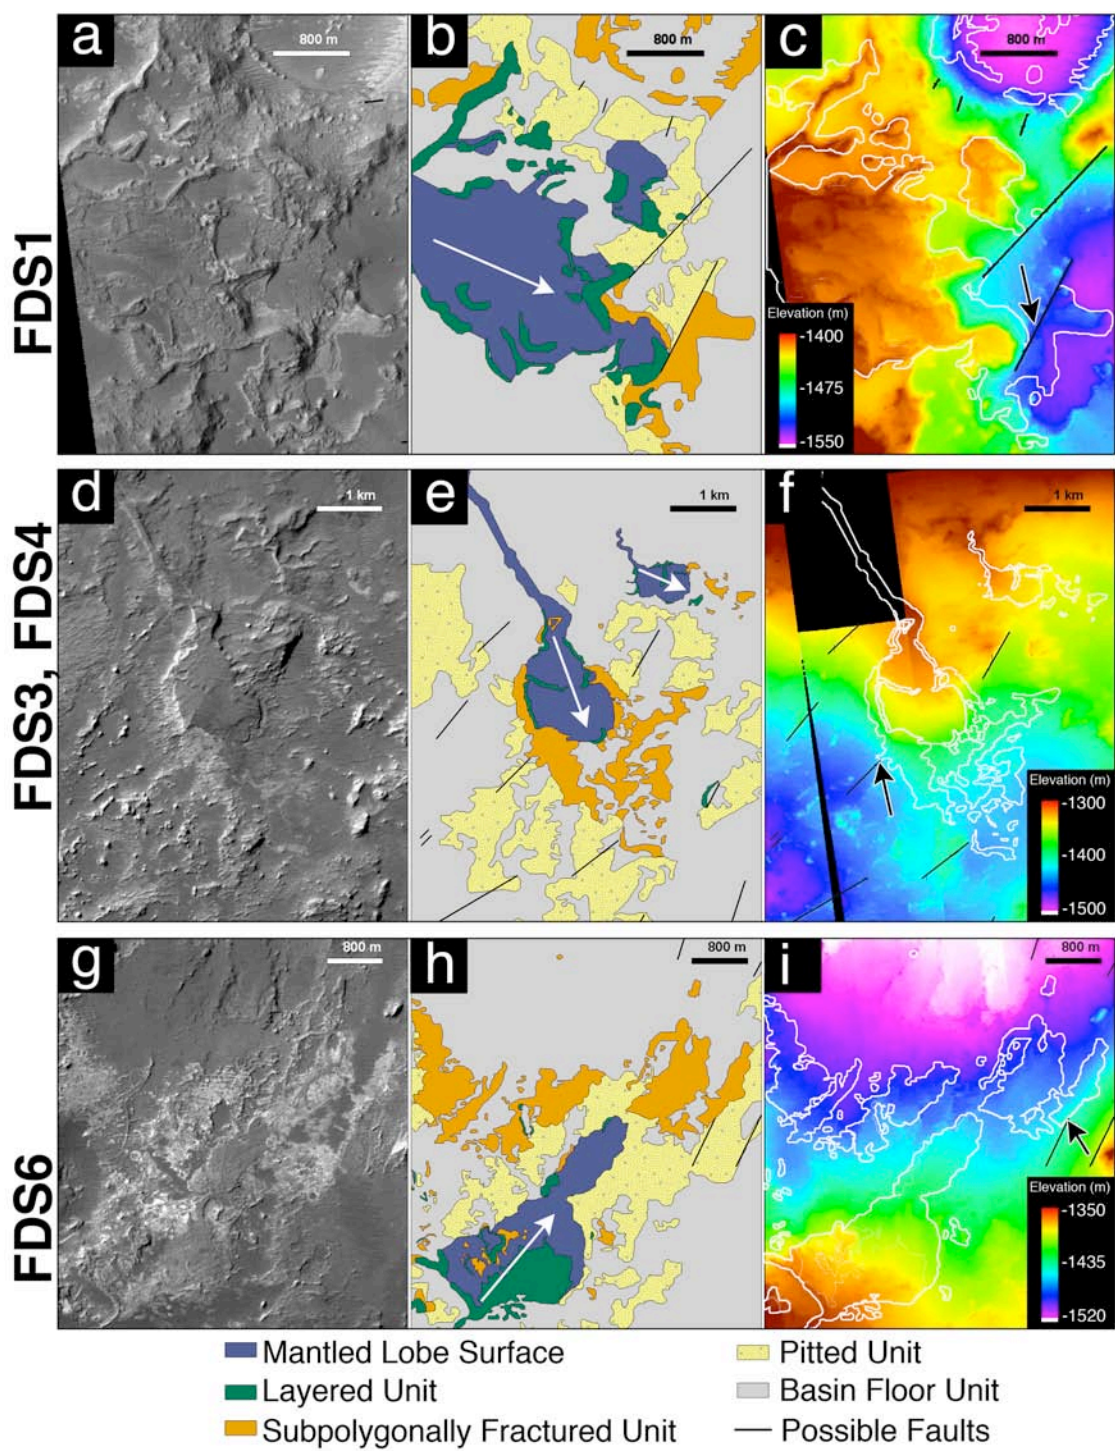 FDS1
a
800 m
b
800 m
c
800 m
Elevation (m)
-1400
-1475
-1550
FDS3, FDS4
d
1 km
e
1 km
f
1 km
Elevation (m)
-1300
-1400
-1500
FDS6
g
800 m
h
800 m
i
800 m
Elevation (m)
-1350
-1435
-1520
Mantled Lobe Surface
Pitted Unit
Layered Unit
Basin Floor Unit
Subpolygonally Fractured Unit
Possible Faults